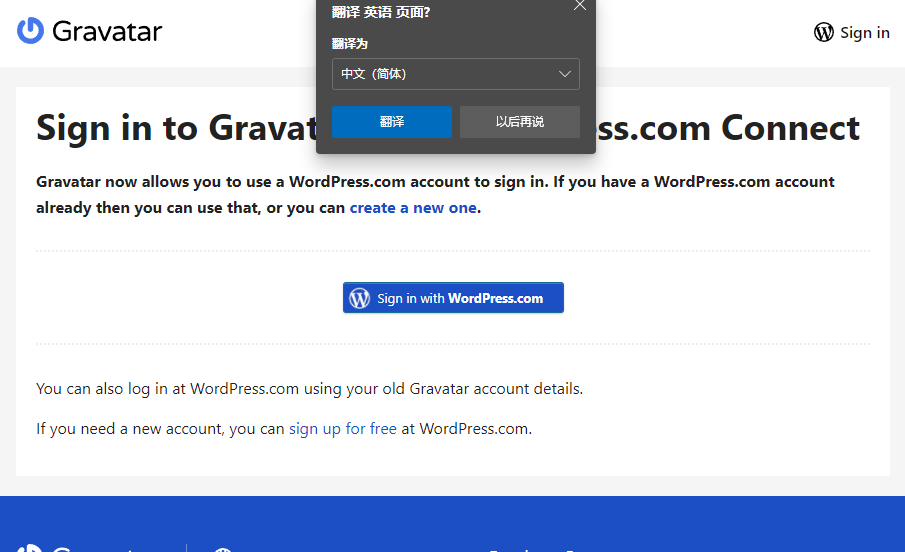 Gravatar
Sign in
翻译 英语 页面?
翻译为
中文（简体）
翻译
以后再说
Sign in to Gravat
ss.com Connect
Gravatar now allows you to use a WordPress.com account to sign in. If you have a WordPress.com account
already then you can use that, or you can create a new one.
Sign in with WordPress.com
You can also log in at WordPress.com using your old Gravatar account details.
If you need a new account, you can sign up for free at WordPress.com.